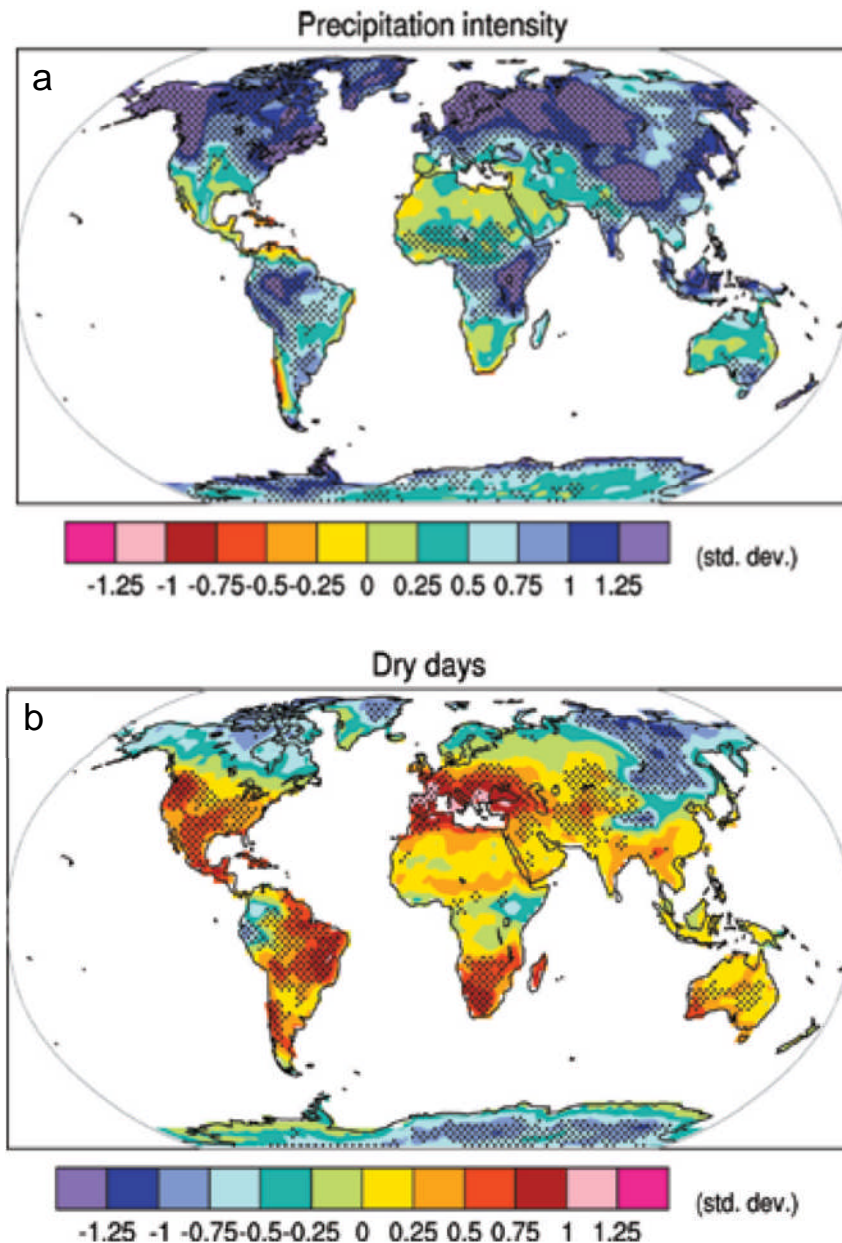 Precipitation intensity
a
-1.25 -1 -0.75 -0.5 -0.25 0 0.25 0.5 0.75 1 1.25 (std. dev.)
Dry days
b
-1.25 -1 -0.75 -0.5 -0.25 0 0.25 0.5 0.75 1 1.25 (std. dev.)